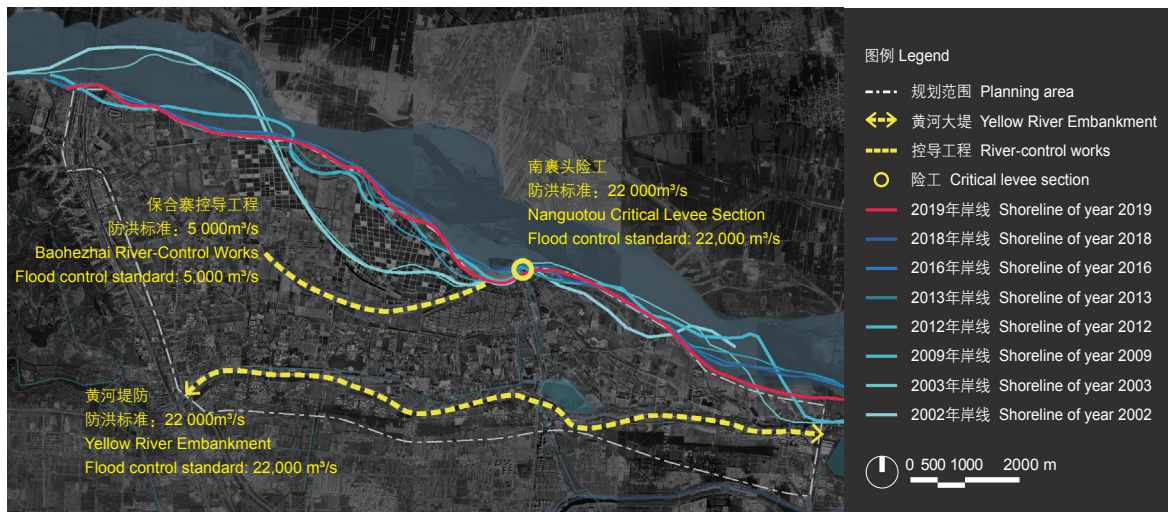 保合寨控导工程
防洪标准：5 000m³/s
Baohezhai River-Control Works
Flood control standard: 5,000 m³/s
南裹头险工
防洪标准：22 000m³/s
Nanguotou Critical Levee Section
Flood control standard: 22,000 m³/s
黄河堤防
防洪标准：22 000m³/s
Yellow River Embankment
Flood control standard: 22,000 m³/s
图例 Legend
规划范围 Planning area
黄河大堤 Yellow River Embankment
控导工程 River-control works
险工 Critical levee section
2019年岸线 Shoreline of year 2019
2018年岸线 Shoreline of year 2018
2016年岸线 Shoreline of year 2016
2013年岸线 Shoreline of year 2013
2012年岸线 Shoreline of year 2012
2009年岸线 Shoreline of year 2009
2003年岸线 Shoreline of year 2003
2002年岸线 Shoreline of year 2002
0 500 1000 2000 m